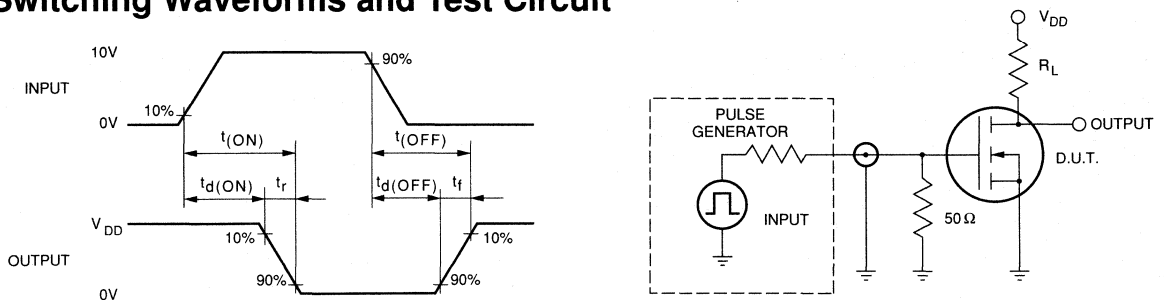 Switching Waveforms and Test Circuit
10V
INPUT
90%
10%
0V
t(ON)
t(OFF)
td(ON)
tr
td(OFF)
tf
VDD
10%
10%
OUTPUT
90%
90%
0V
VDD
RL
PULSE
GENERATOR
OUTPUT
D.U.T.
INPUT
50Ω